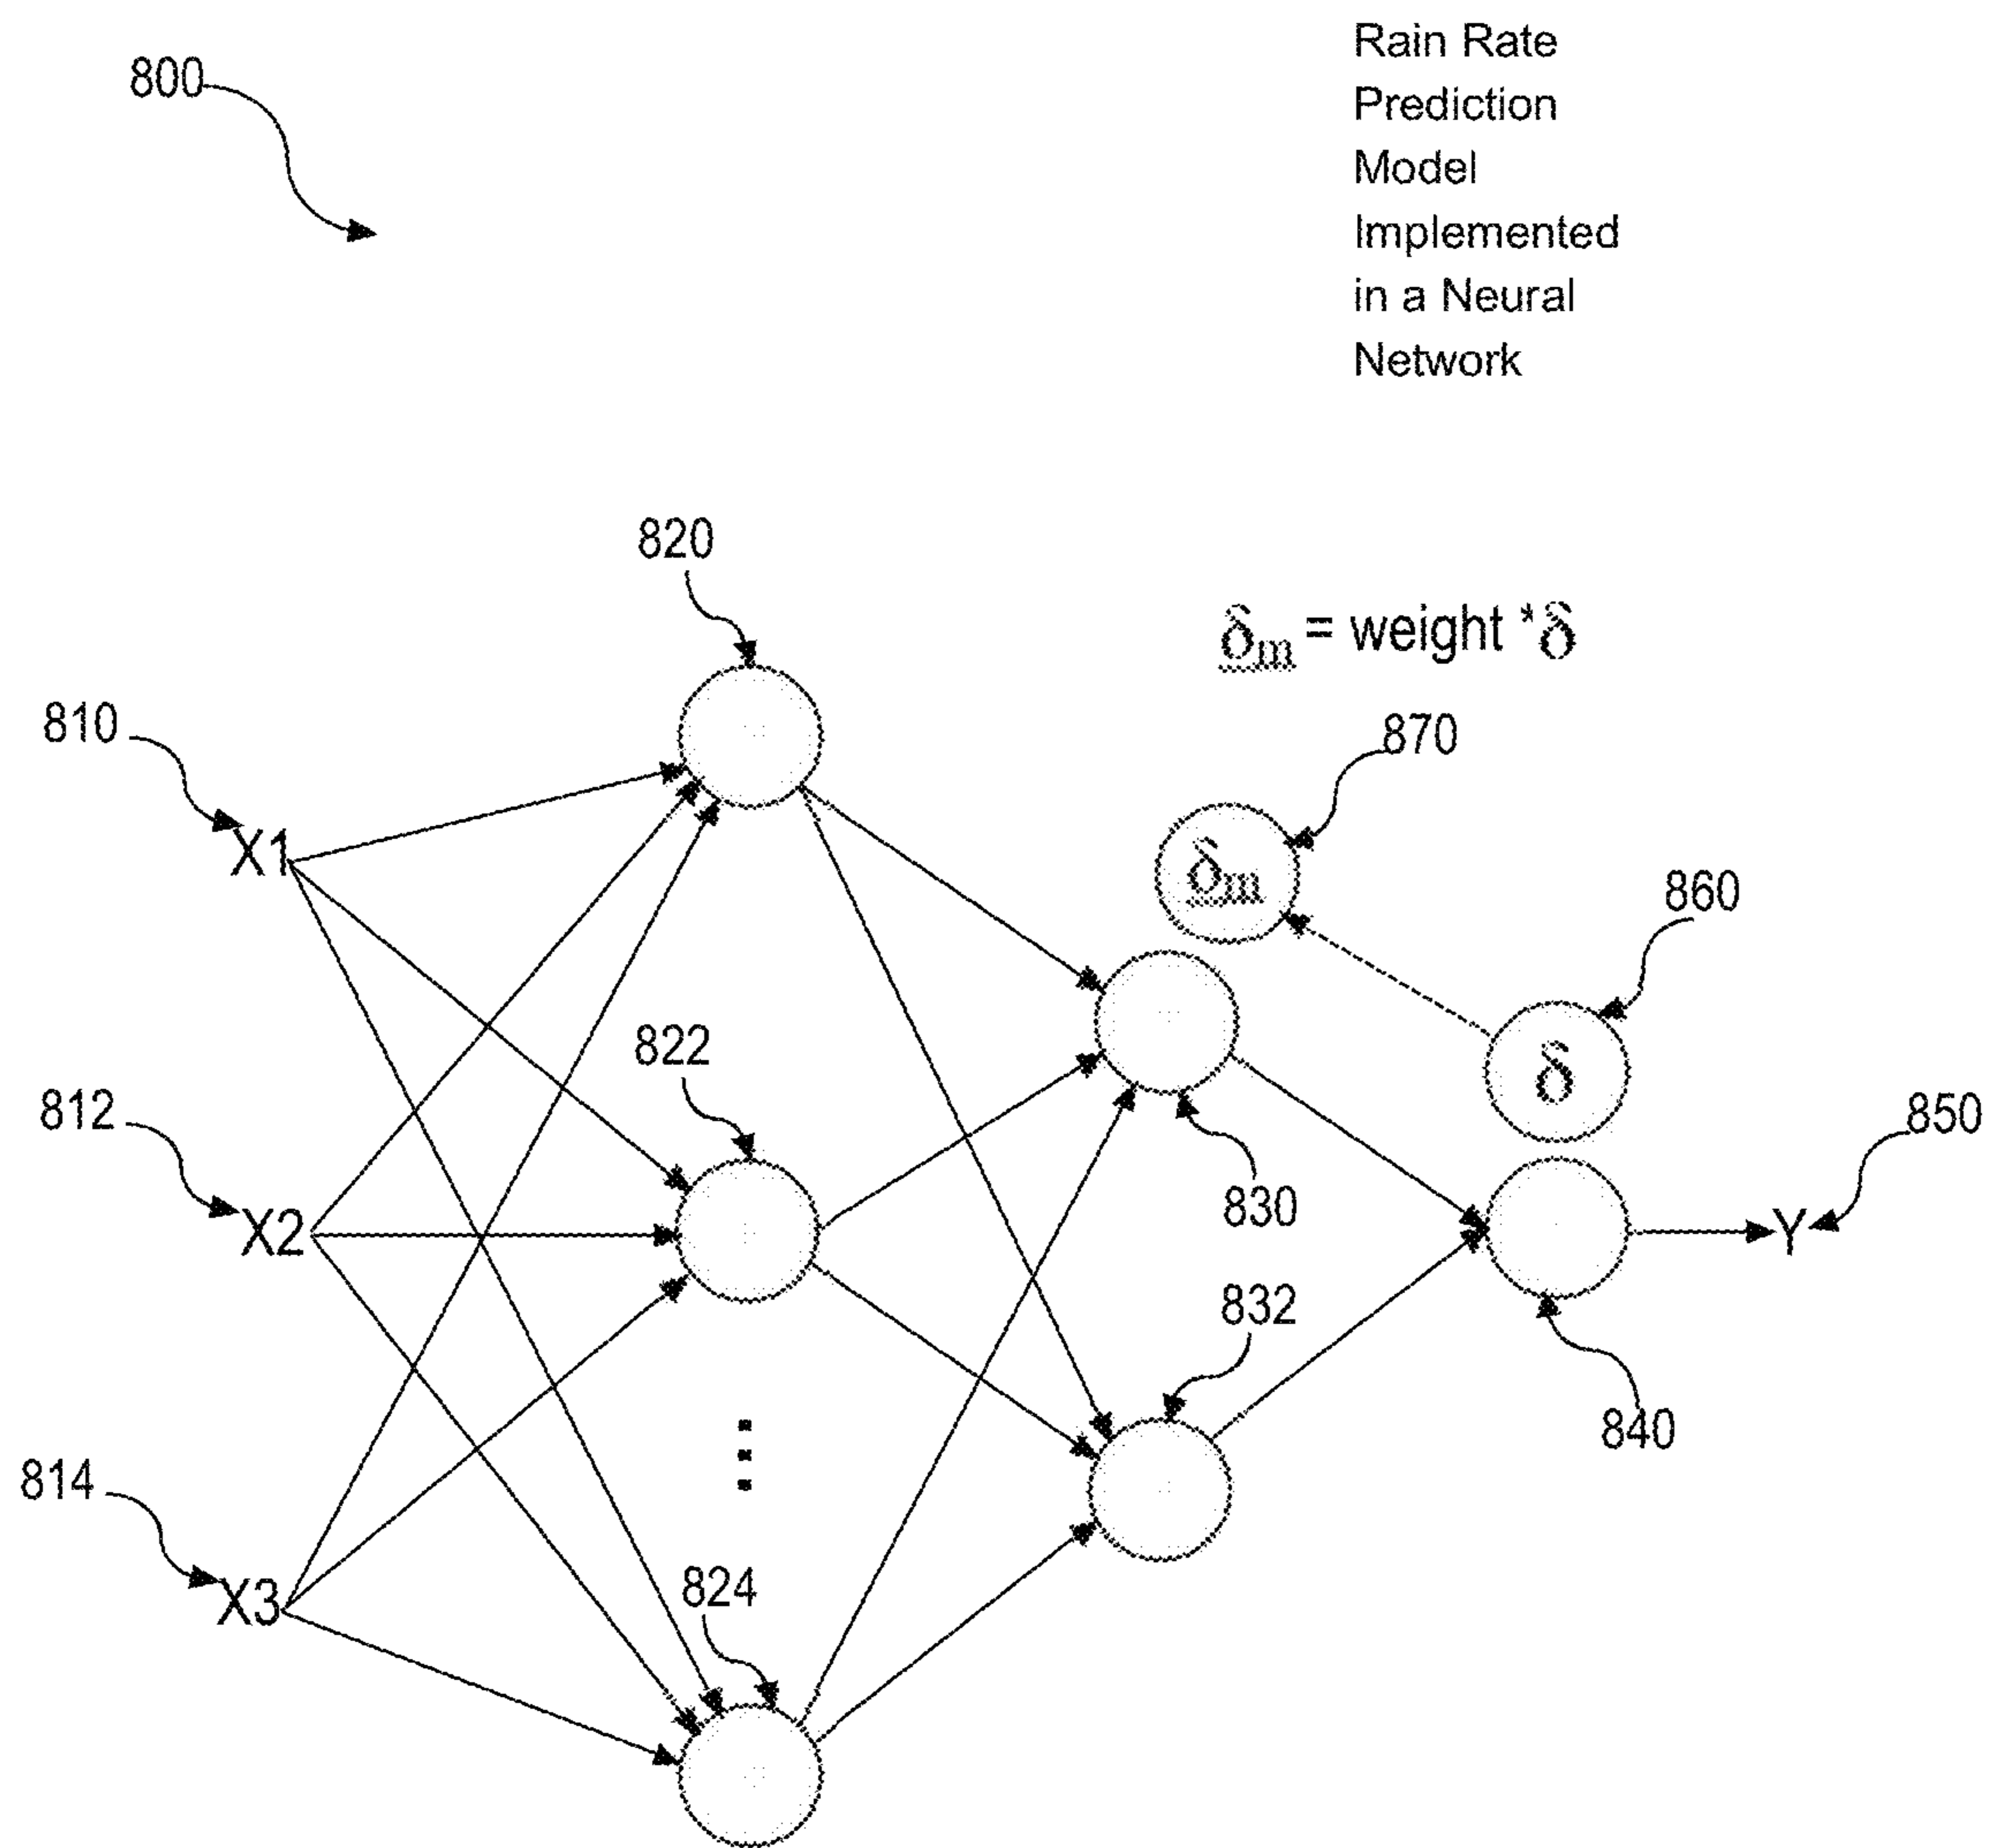 800
Rain Rate
Prediction
Model
Implemented
in a Neural
Network
820
δm = weight *δ
810
870
X1
δm
860
822
δ
812
850
X2
830
Y
832
840
814
X3
824